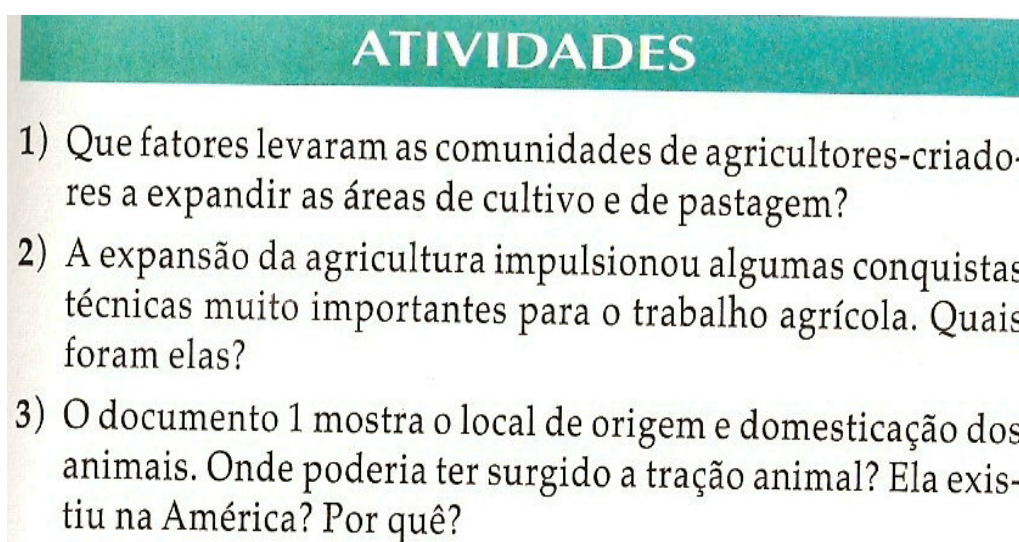 ATIVIDADES
1) Que fatores levaram as comunidades de agricultores-criado-
res a expandir as áreas de cultivo e de pastagem?
2) A expansão da agricultura impulsionou algumas conquistas
técnicas muito importantes para o trabalho agrícola. Quais
foram elas?
3) O documento 1 mostra o local de origem e domesticação dos
animais. Onde poderia ter surgido a tração animal? Ela exis-
tiu na América? Por quê?